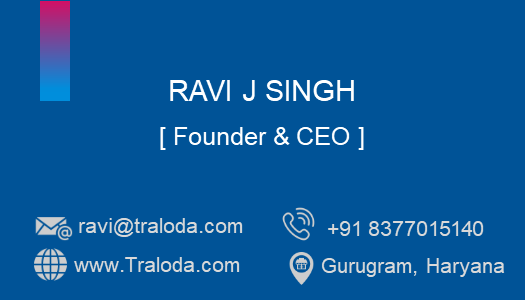 RAVI J SINGH
[ Founder & CEO ]
ravi@traloda.com
+91 8377015140
www.Traloda.com
Gurugram, Haryana